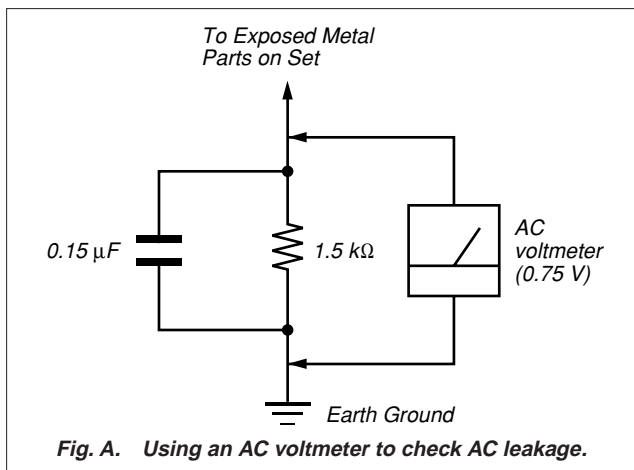 To Exposed Metal
Parts on Set
0.15 μF
1.5 kΩ
AC
voltmeter
(0.75 V)
Earth Ground
Fig. A. Using an AC voltmeter to check AC leakage.